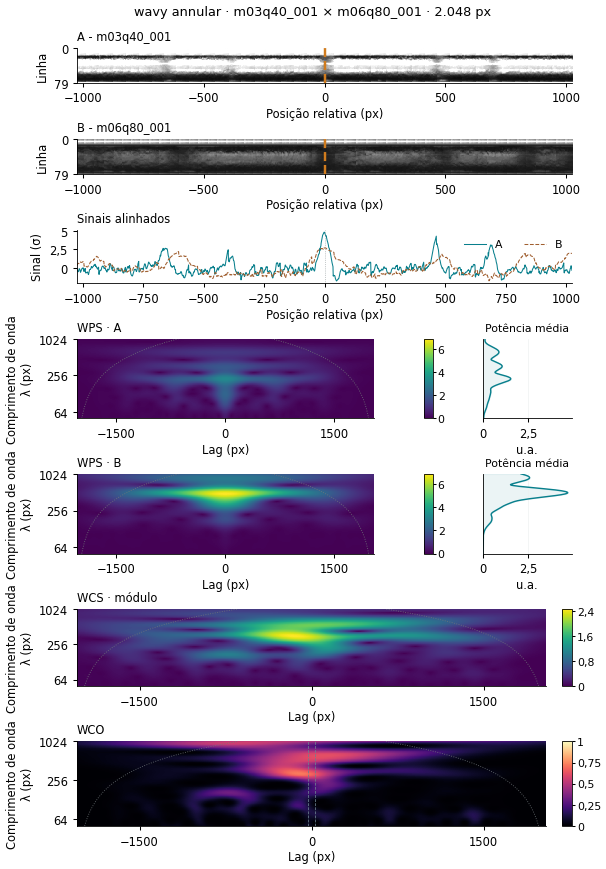 wavy annular · m03q40_001 × m06q80_001 · 2.048 px
A - m03q40_001
Linha
0
79
−1000 −500 0 500 1000
Posição relativa (px)
B - m06q80_001
Linha
0
79
−1000 −500 0 500 1000
Posição relativa (px)
Sinais alinhados
Sinal (σ)
5
2,5
0
A B
−1000 −750 −500 −250 0 250 500 750 1000
Posição relativa (px)
WPS · A
Comprimento de onda
λ (px)
1024
256
64
−1500 0 1500
Lag (px)
6
4
2
0
Potência média
0 2,5
u.a.
WPS · B
Comprimento de onda
λ (px)
1024
256
64
−1500 0 1500
Lag (px)
6
4
2
0
Potência média
0 2,5
u.a.
WCS · módulo
Comprimento de onda
λ (px)
1024
256
64
−1500 0 1500
Lag (px)
2,4
1,6
0,8
0
WCO
Comprimento de onda
λ (px)
1024
256
64
−1500 0 1500
Lag (px)
1
0,75
0,5
0,25
0